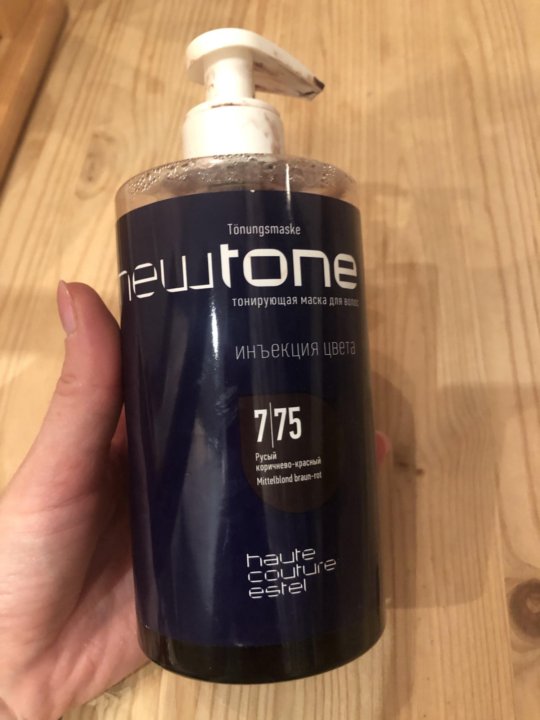 Tönungsmaske
newtone
тонирующая маска для волос
инъекция цвета
7|75
Русый
коричнево-красный
Mittelblond braun-rot
haute
couture
estel